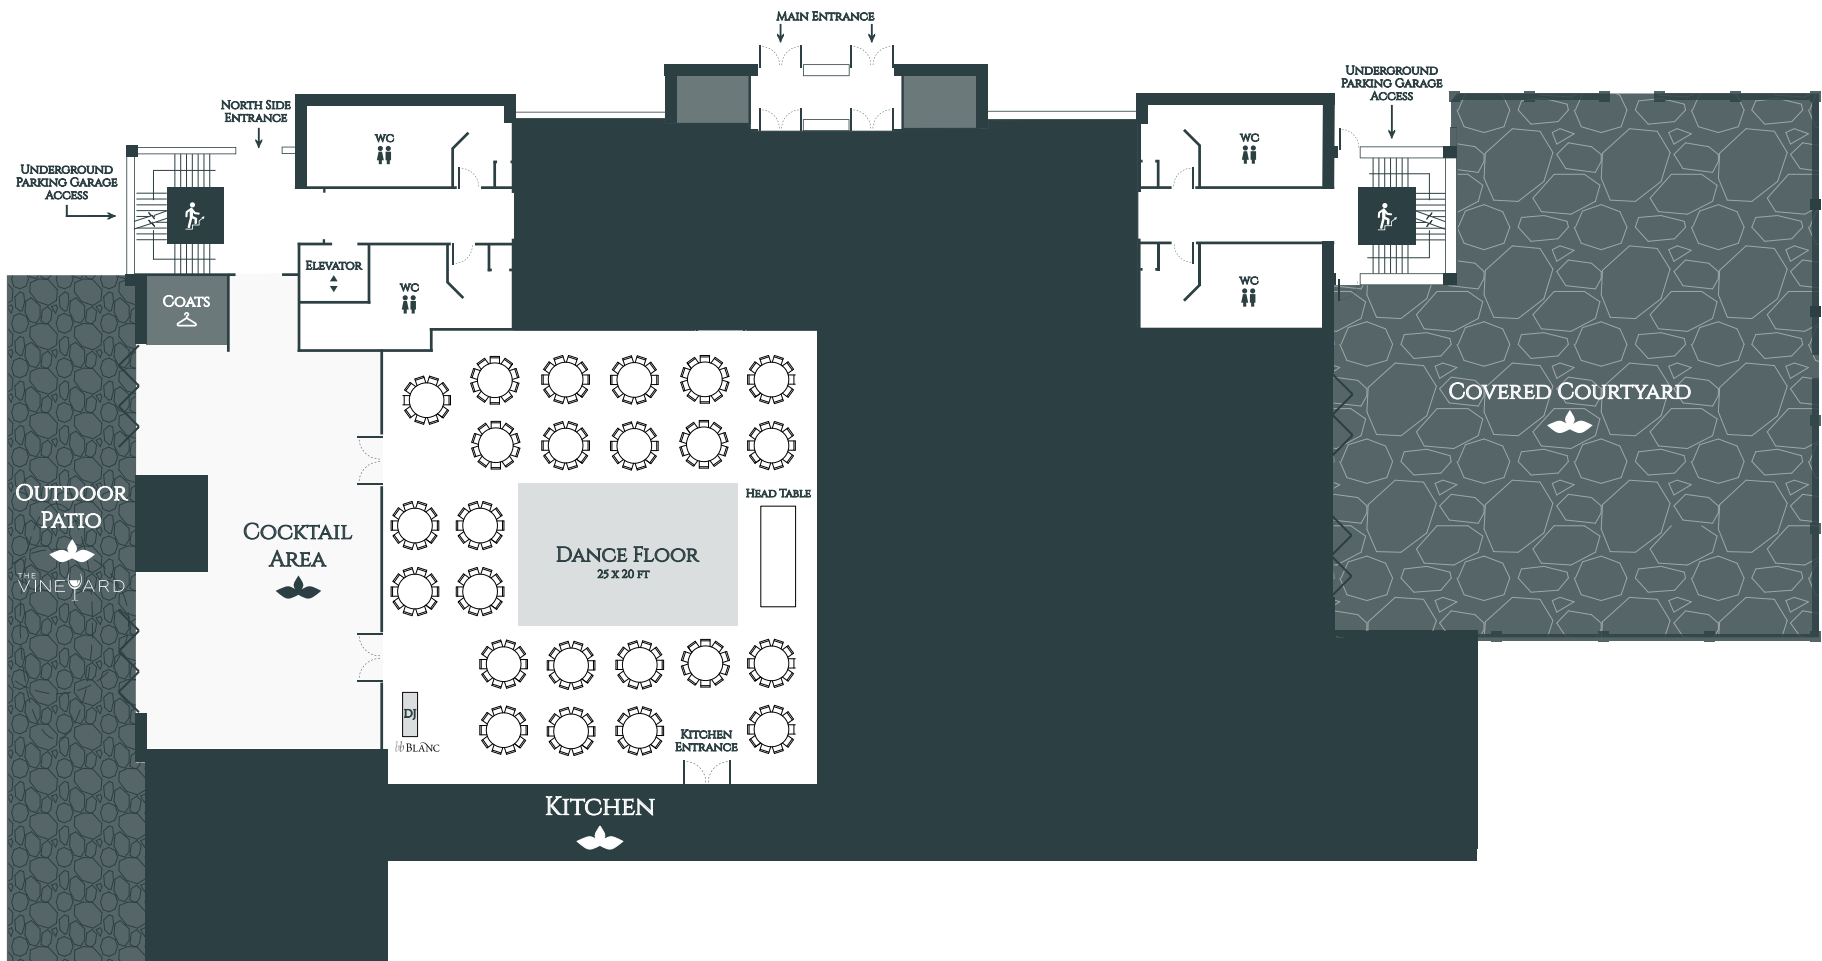 MAIN ENTRANCE
UNDERGROUND
PARKING GARAGE
ACCESS
NORTH SIDE
ENTRANCE
WC
WC
UNDERGROUND
PARKING GARAGE
ACCESS
ELEVATOR
WC
WC
COATS
COVERED COURTYARD
OUTDOOR
PATIO
THE
VINEYARD
COCKTAIL
AREA
HEAD TABLE
DANCE FLOOR
25 X 20 FT
DJ
bb BLANC
KITCHEN
ENTRANCE
KITCHEN